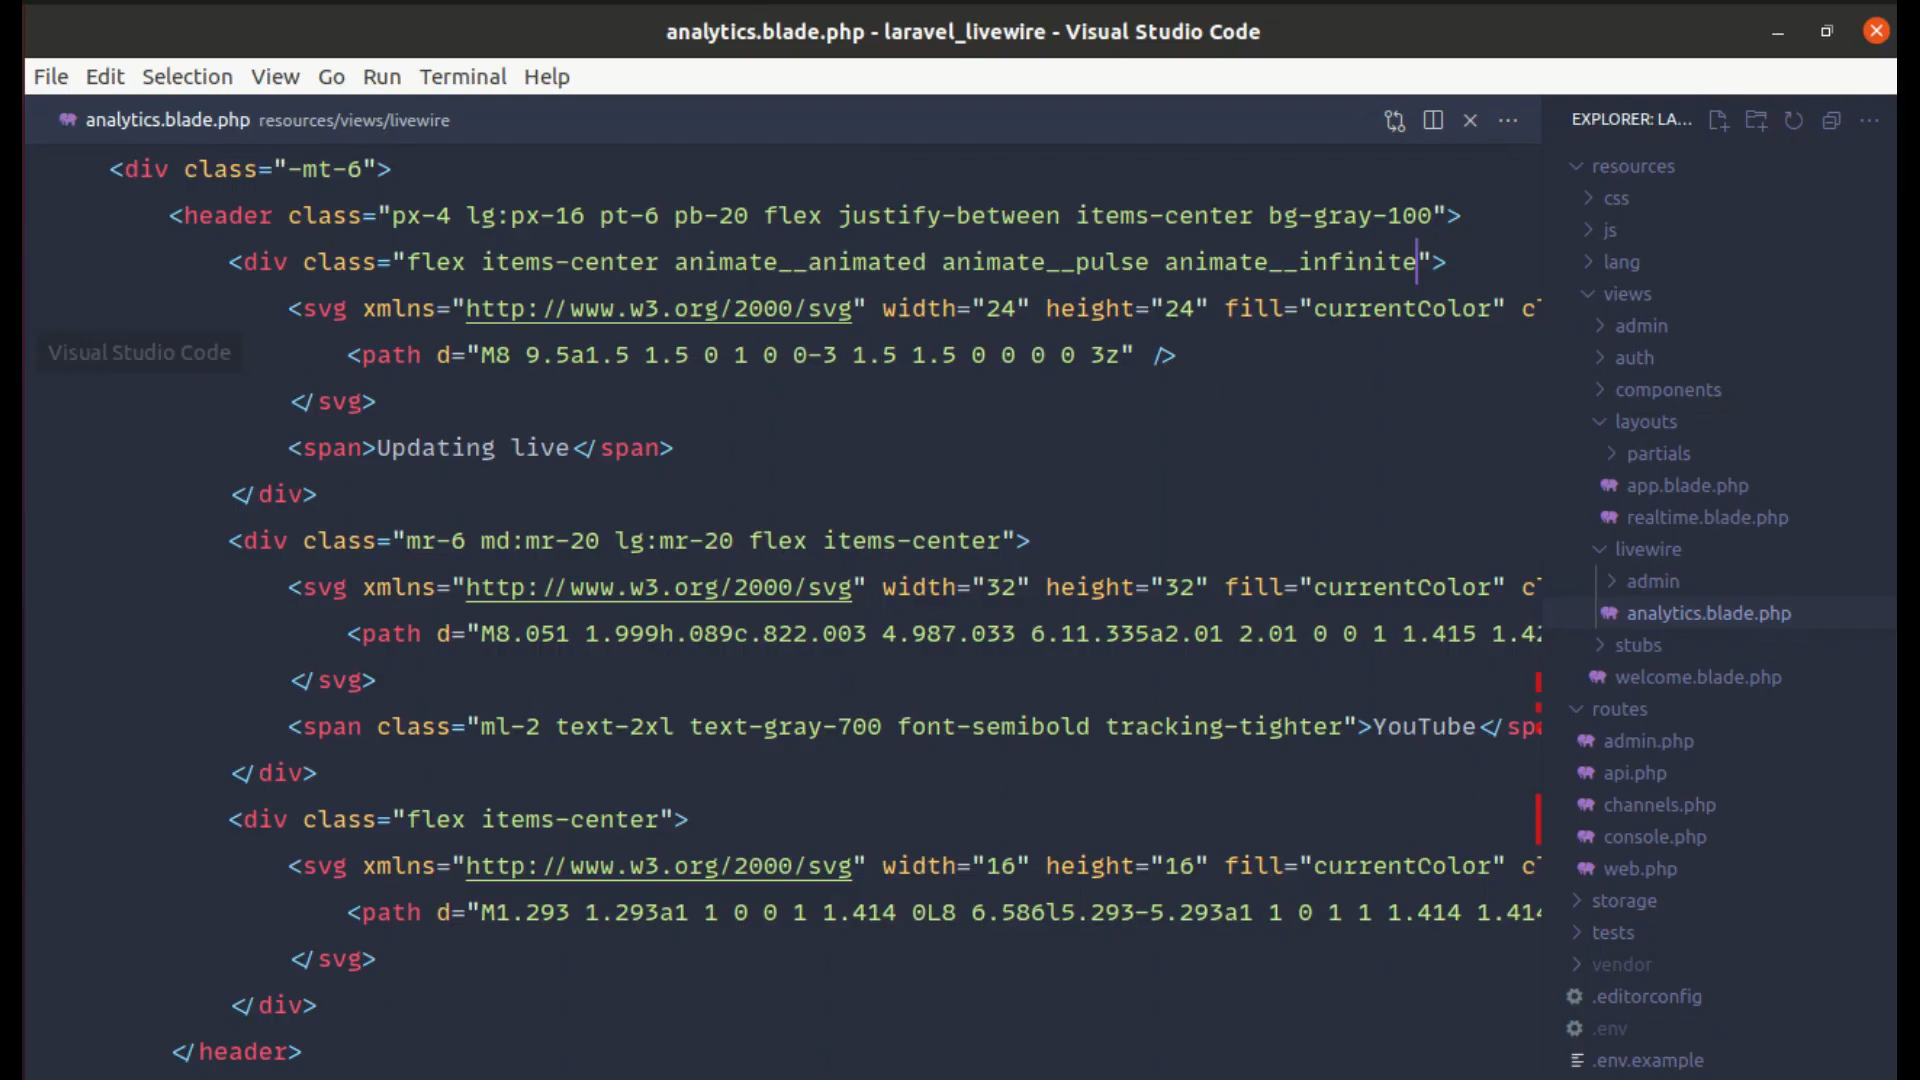 analytics.blade.php - laravel_livewire - Visual Studio Code
File Edit Selection View Go Run Terminal Help
analytics.blade.php resources/views/livewire
<div class="-mt-6">
<header class="px-4 lg:px-16 pt-6 pb-20 flex justify-between items-center bg-gray-100">
<div class="flex items-center animate__animated animate__pulse animate__infinite">
<svg xmlns="http://www.w3.org/2000/svg" width="24" height="24" fill="currentColor" cl
<path d="M8 9.5a1.5 1.5 0 1 0 0-3 1.5 1.5 0 0 0 0 3z" />
</svg>
<span>Updating live</span>
</div>
<div class="mr-6 md:mr-20 lg:mr-20 flex items-center">
<svg xmlns="http://www.w3.org/2000/svg" width="32" height="32" fill="currentColor" cl
<path d="M8.051 1.999h.089c.822.003 4.987.033 6.11.335a2.01 2.01 0 0 1 1.415 1.42
</svg>
<span class="ml-2 text-2xl text-gray-700 font-semibold tracking-tighter">YouTube</spa
</div>
<div class="flex items-center">
<svg xmlns="http://www.w3.org/2000/svg" width="16" height="16" fill="currentColor" cl
<path d="M1.293 1.293a1 1 0 0 1 1.414 0L8 6.586l5.293-5.293a1 1 0 1 1 1.414 1.414
</svg>
</div>
</header>
Visual Studio Code
EXPLORER: LA...
resources
css
js
lang
views
admin
auth
components
layouts
partials
app.blade.php
realtime.blade.php
livewire
admin
analytics.blade.php
stubs
welcome.blade.php
routes
admin.php
api.php
channels.php
console.php
web.php
storage
tests
vendor
.editorconfig
.env
.env.example